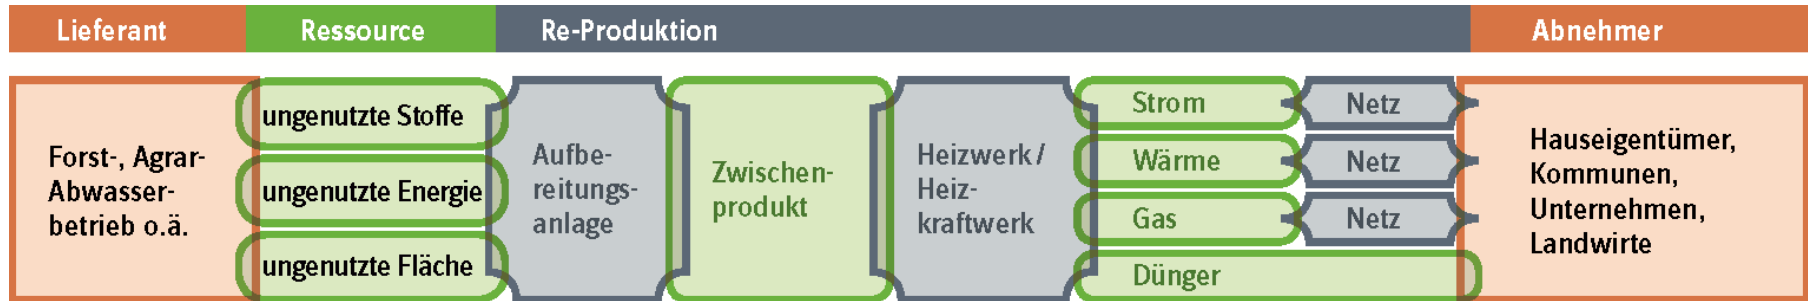 Lieferant
Ressource
Re-Produktion
Abnehmer
Forst-, Agrar-
Abwasser-
betrieb o.ä.
ungenutzte Stoffe
ungenutzte Energie
ungenutzte Fläche
Aufbe-
reitungs-
anlage
Zwischen-
produkt
Heizwerk/
Heiz-
kraftwerk
Strom
Netz
Wärme
Netz
Gas
Netz
Dünger
Hauseigentümer,
Kommunen,
Unternehmen,
Landwirte